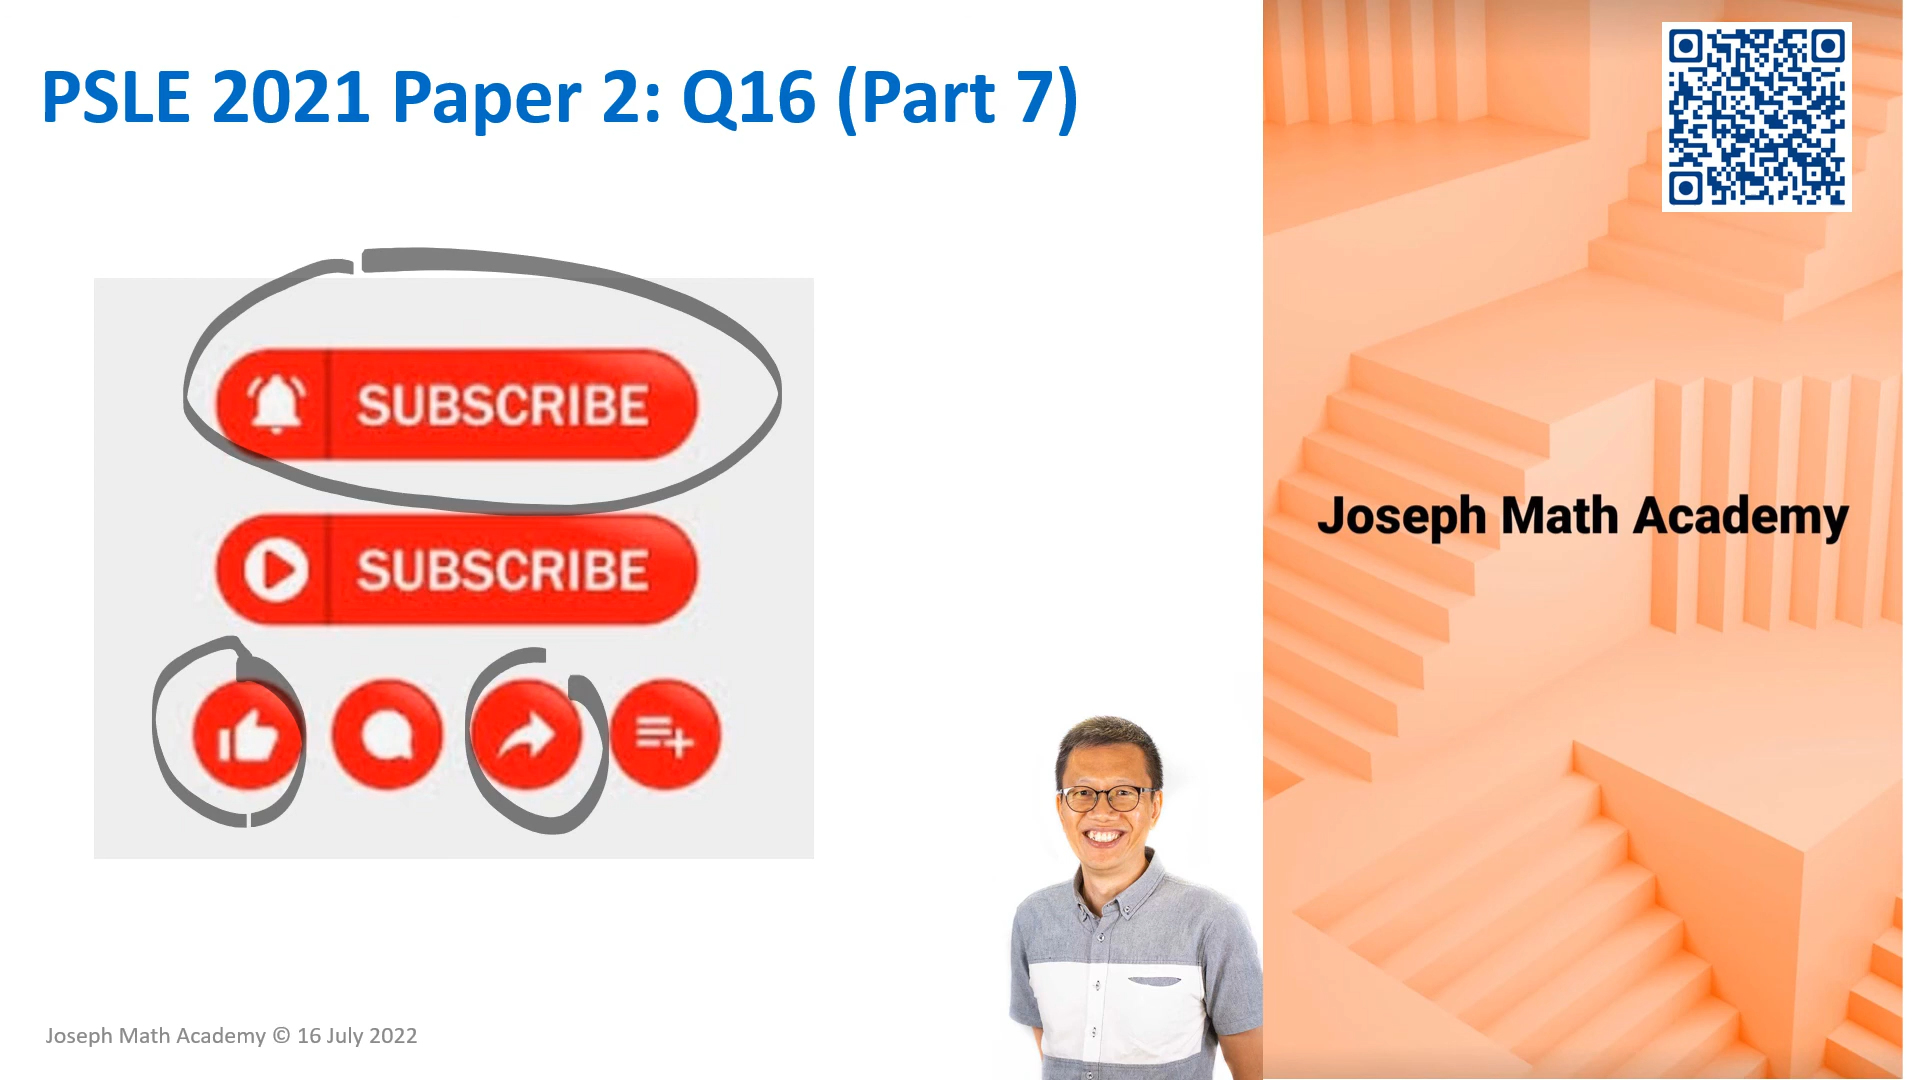 PSLE 2021 Paper 2: Q16 (Part 7)
SUBSCRIBE
SUBSCRIBE
Joseph Math Academy
Joseph Math Academy © 16 July 2022